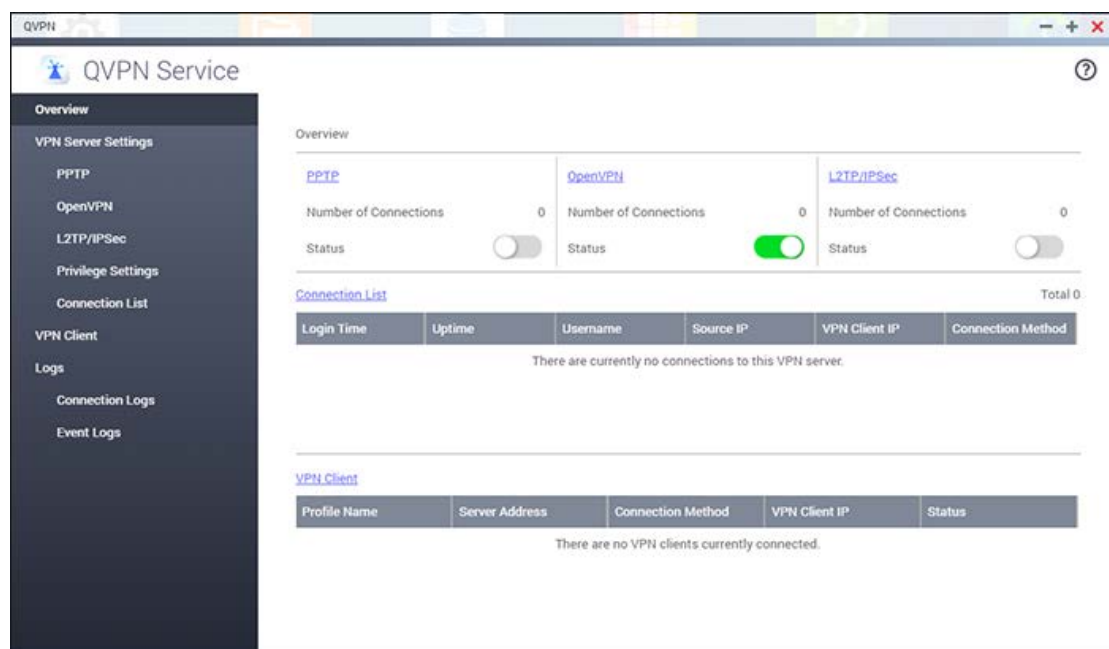 QVPN
QVPN Service
Overview
VPN Server Settings
PPTP
OpenVPN
L2TP/IPSec
Privilege Settings
Connection List
VPN Client
Logs
Connection Logs
Event Logs
Overview
PPTP OpenVPN L2TP/IPSec
Number of Connections 0 Number of Connections 0 Number of Connections 0
Status Status Status
Connection List Total 0
Login Time Uptime Username Source IP VPN Client IP Connection Method
There are currently no connections to this VPN server.
VPN Client
Profile Name Server Address Connection Method VPN Client IP Status
There are no VPN clients currently connected.